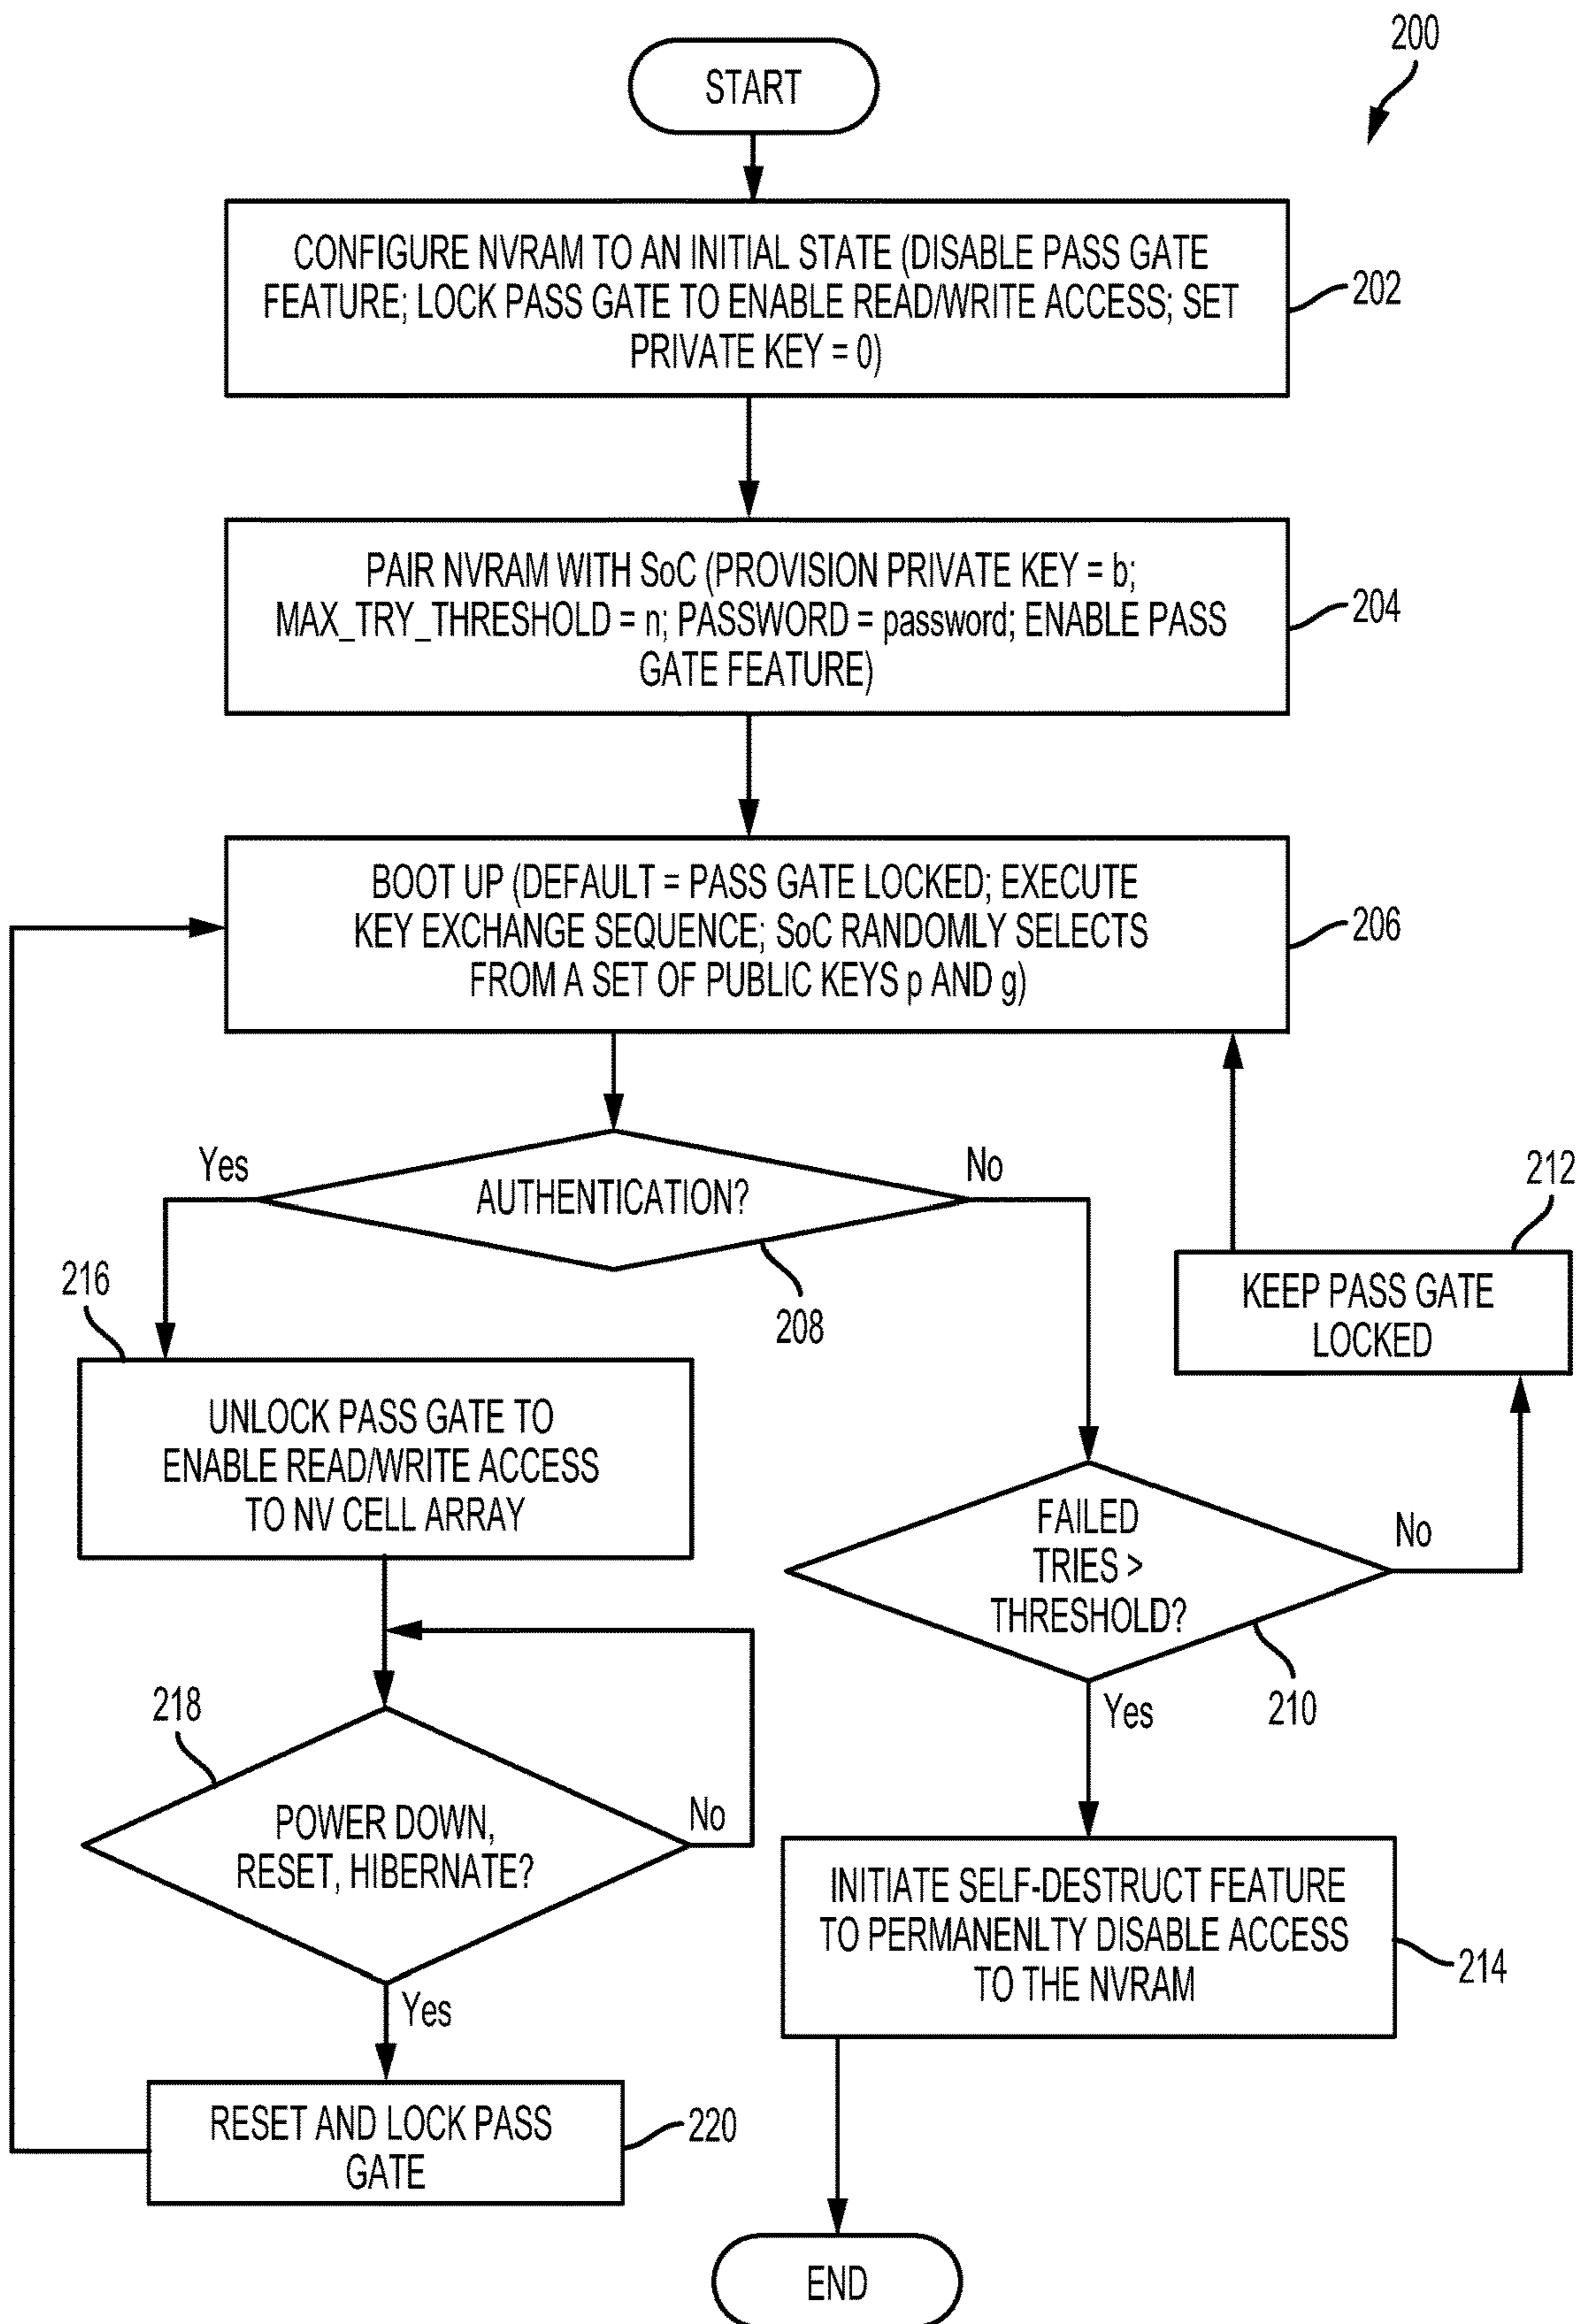 200
START
CONFIGURE NVRAM TO AN INITIAL STATE (DISABLE PASS GATE
FEATURE; LOCK PASS GATE TO ENABLE READ/WRITE ACCESS; SET
PRIVATE KEY = 0)
202
PAIR NVRAM WITH SoC (PROVISION PRIVATE KEY = b;
MAX_TRY_THRESHOLD = n; PASSWORD = password; ENABLE PASS
GATE FEATURE)
204
BOOT UP (DEFAULT = PASS GATE LOCKED; EXECUTE
KEY EXCHANGE SEQUENCE; SoC RANDOMLY SELECTS
FROM A SET OF PUBLIC KEYS p AND g)
206
Yes
AUTHENTICATION?
No
208
212
KEEP PASS GATE
LOCKED
216
UNLOCK PASS GATE TO
ENABLE READ/WRITE ACCESS
TO NV CELL ARRAY
FAILED
TRIES >
THRESHOLD?
No
210
Yes
218
POWER DOWN,
RESET, HIBERNATE?
No
Yes
INITIATE SELF-DESTRUCT FEATURE
TO PERMANENLTY DISABLE ACCESS
TO THE NVRAM
214
RESET AND LOCK PASS
GATE
220
END